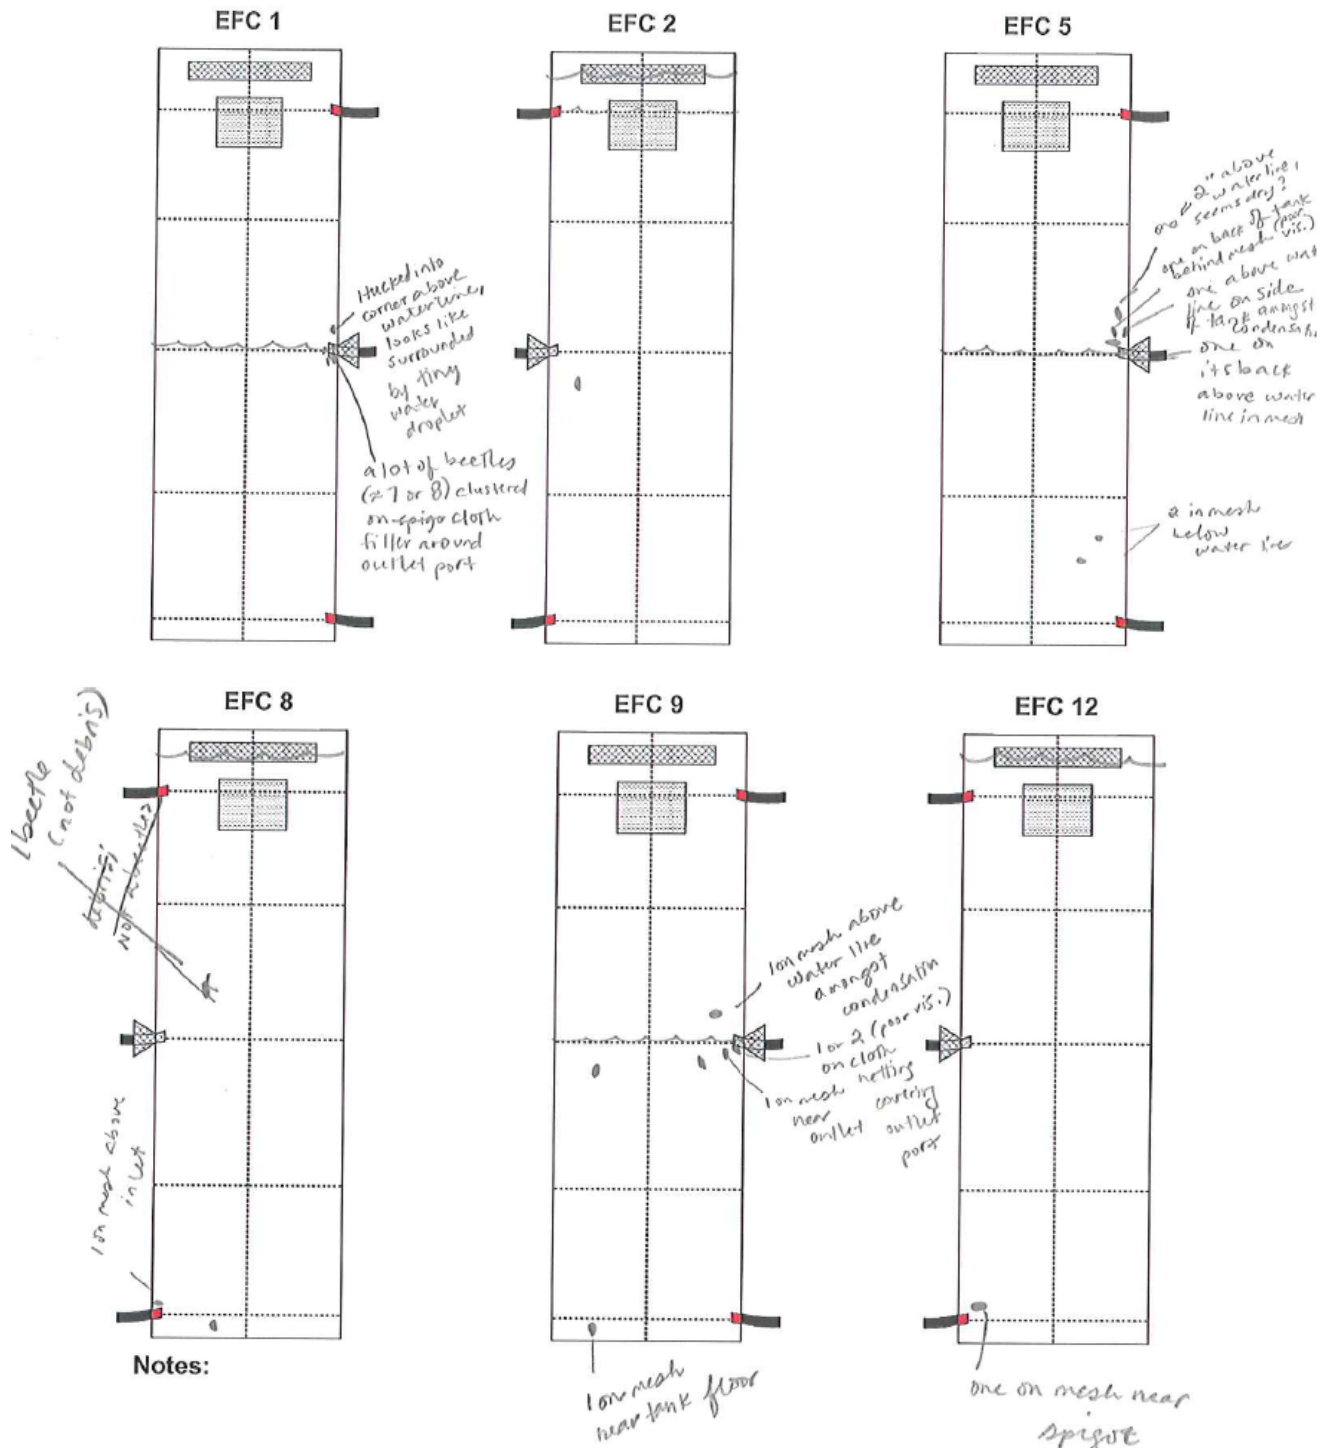 EFC 1
EFC 2
EFC 5
1 tucked into
corner above
waterline,
looks like
surrounded
by tiny
water
droplet
a lot of beetles
(≈ 7 or 8) clustered
on spigo cloth
filler around
outlet port
one 2" above
waterline,
seems dry?
one on back of tank
behind mesh (poor
vis.)
one above wat
line on side
of tank amongst
condensatio
one on
its back
above water
line in mesh
2 in mesh
below
water line
EFC 8
EFC 9
EFC 12
1 beetle
(not debris)
debris;
NOT a beetle?
1 on mesh above
inlet
1 on mesh above
water line
amongst
condensation
1 or 2 (poor vis.)
on cloth
netting
covering
outlet
port
1 on mesh
near
outlet
1 on mesh
near tank floor
one on mesh near
spigot
Notes: